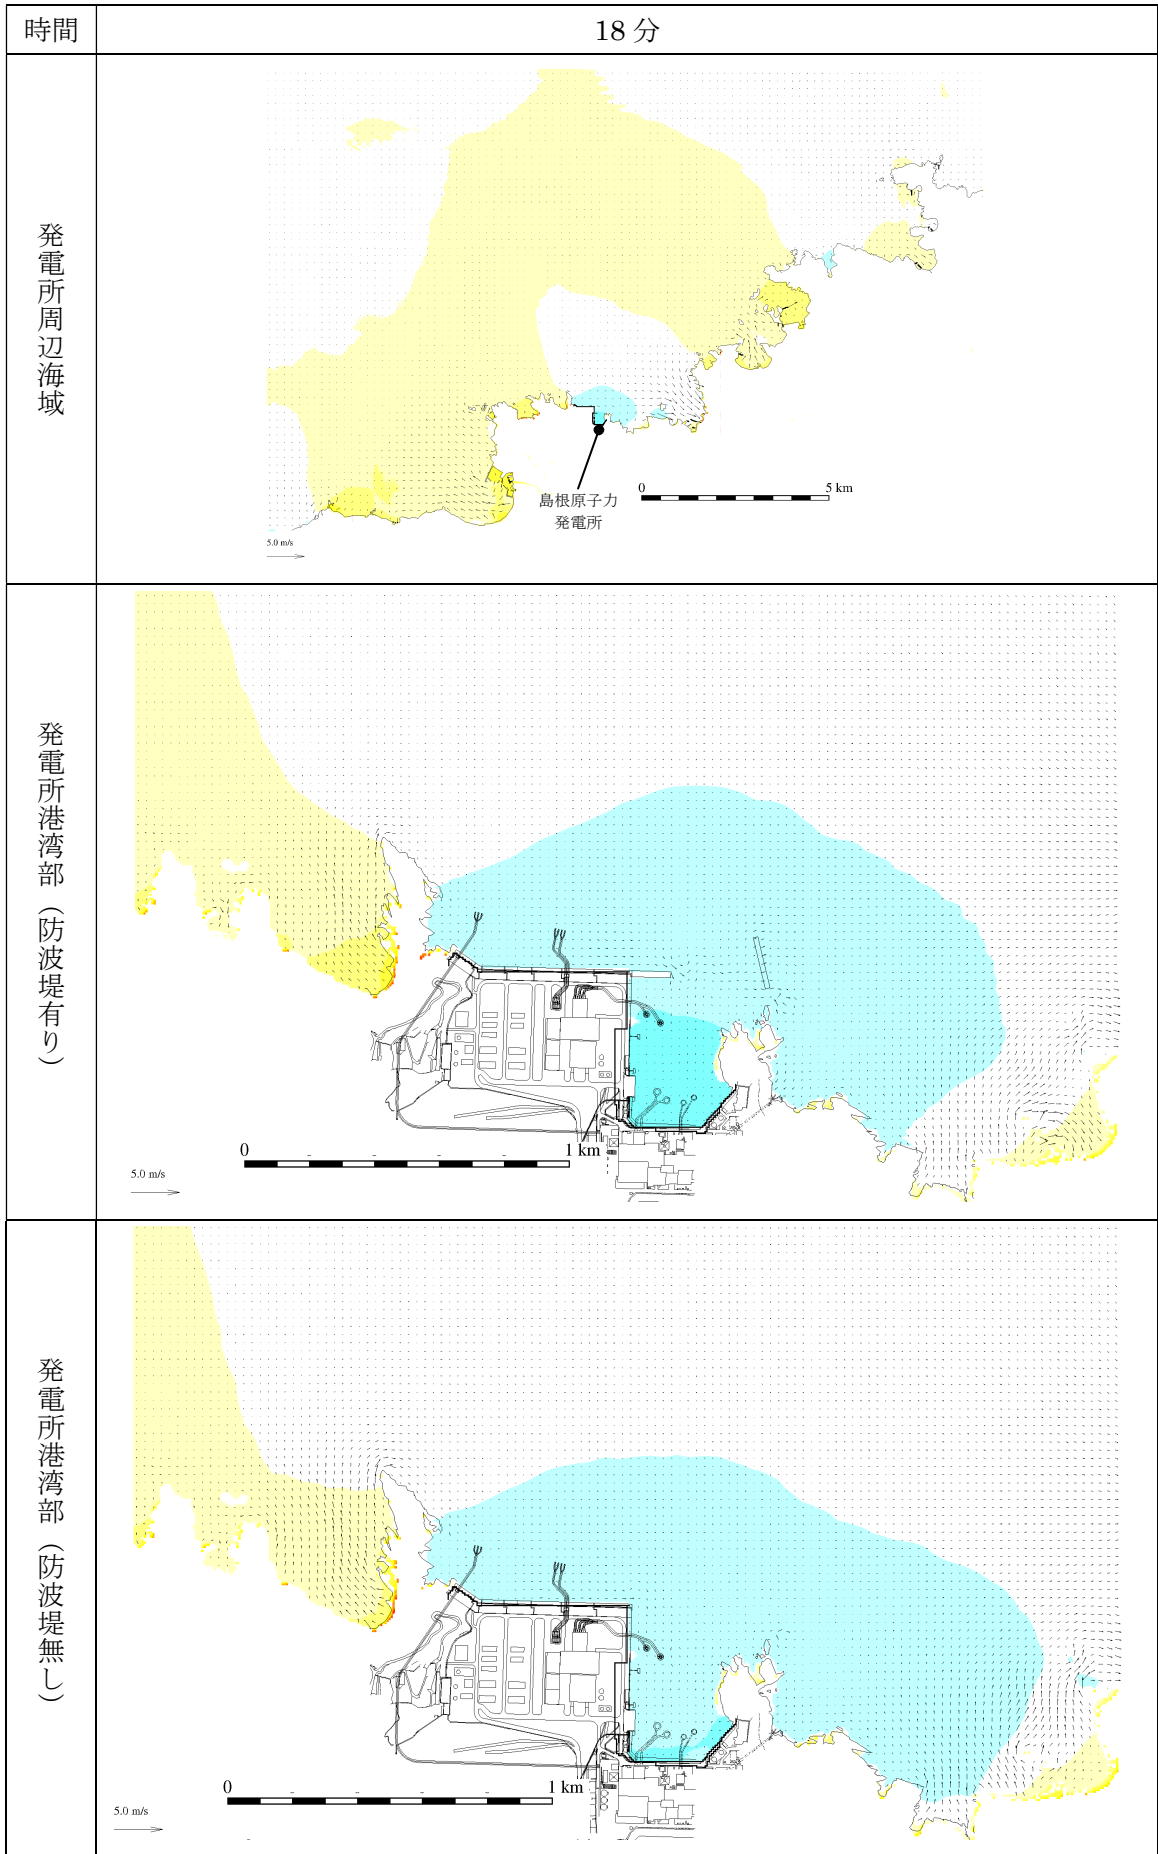 時間
18 分
発電所周辺海域
島根原子力
発電所
0
5 km
5.0 m/s
発電所港湾部（防波堤有り）
0
1 km
5.0 m/s
発電所港湾部（防波堤無し）
0
1 km
5.0 m/s